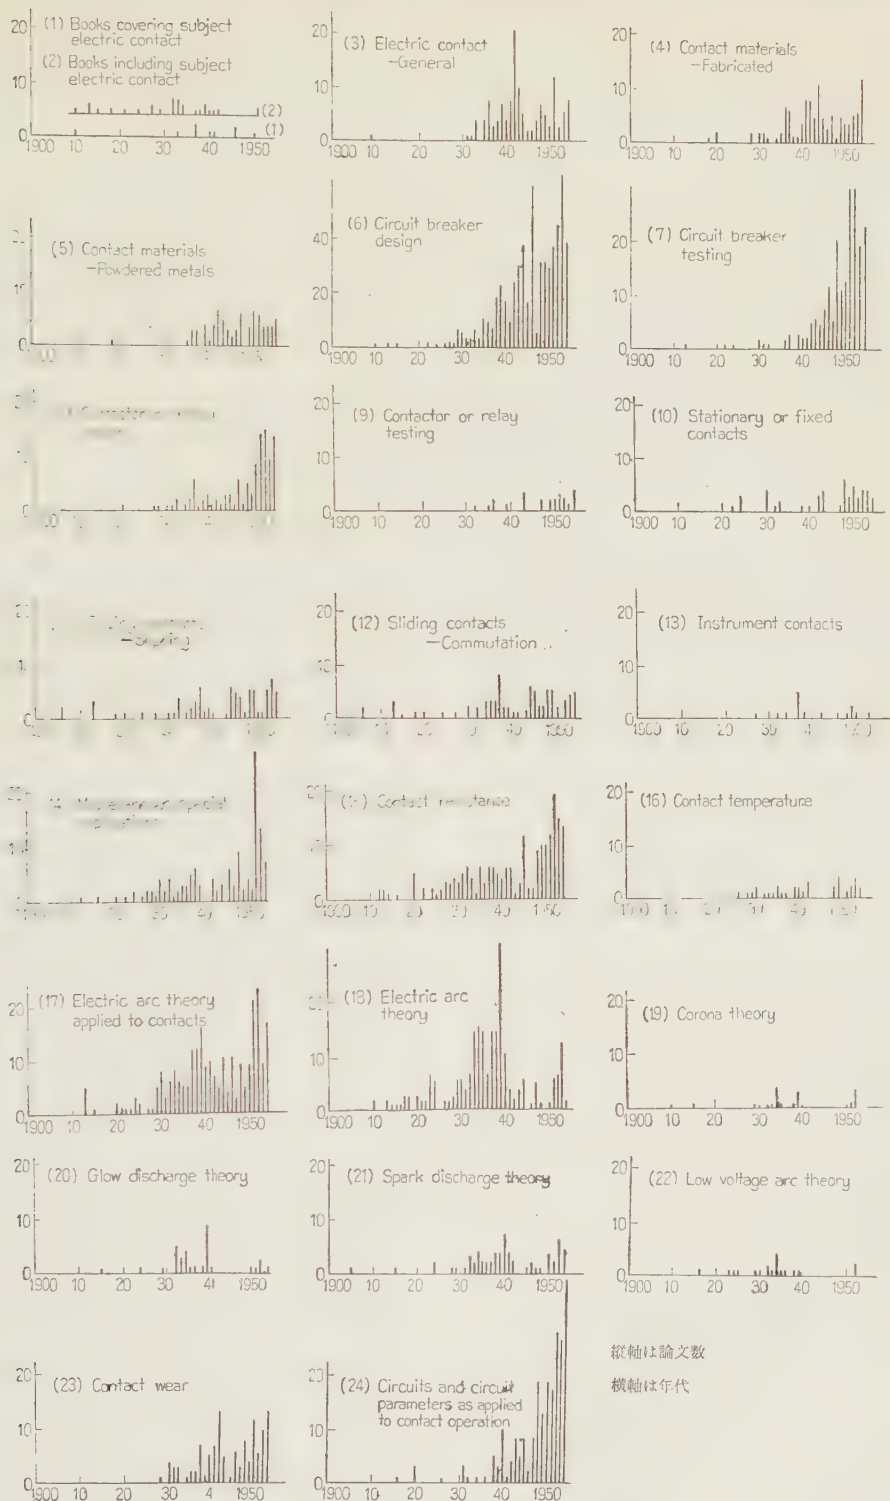 20
10
0
(1) Books covering subject
electric contact
(2) Books including subject
electric contact
(2)
(1)
1900 10 20 30 40 1950
20
10
0
(3) Electric contact
—General
1900 10 20 30 40 1950
20
10
0
(4) Contact materials
—Fabricated
1900 10 20 30 40 1950
(5) Contact materials
—Powdered metals
0
40
20
0
(6) Circuit breaker
design
1900 10 20 30 40 1950
20
10
0
(7) Circuit breaker
testing
1900 10 20 30 40 1950
0
20
10
0
(9) Contactor or relay
testing
1900 10 20 30 40 1950
20
10
0
(10) Stationary or fixed
contacts
1900 10 20 30 40 1950
0
20
10
0
(12) Sliding contacts
—Commutation
20
10
0
(13) Instrument contacts
1900 10 20 30 4 1950
special
Contact resistance
20
10
0
(16) Contact temperature
20
10
0
(17) Electric arc theory
applied to contacts
1900 10 20 30 40 1950
10
0
(18) Electric arc
theory
1900 10 20 30 40 1950
20
10
0
(19) Corona theory
1900 10 20 30 40 1950
20
10
0
(20) Glow discharge theory
1900 10 20 30 4 1950
20
10
0
(21) Spark discharge theory
1900 10 20 30 40 1950
20
10
0
(22) Low voltage arc theory
1900 10 20 30 40 1950
20
10
0
(23) Contact wear
1900 10 20 30 4 1950
20
10
0
(24) Circuits and circuit
parameters as applied
to contact operation
1900 10 20 30 40 1950
縦軸は論文数
横軸は年代